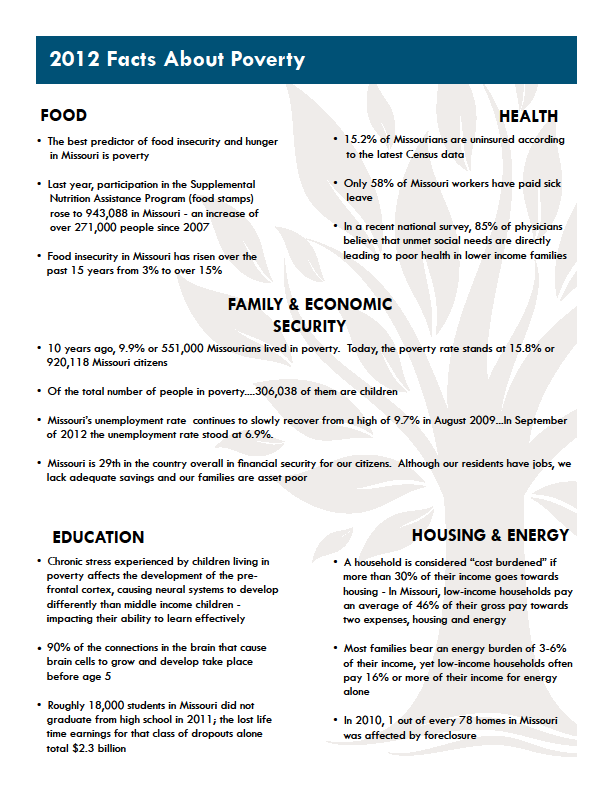 2012 Facts About Poverty
FOOD
• The best predictor of food insecurity and hunger
in Missouri is poverty
• Last year, participation in the Supplemental
Nutrition Assistance Program (food stamps)
rose to 943,088 in Missouri - an increase of
over 271,000 people since 2007
• Food insecurity in Missouri has risen over the
past 15 years from 3% to over 15%
HEALTH
• 15.2% of Missourians are uninsured according
to the latest Census data
• Only 58% of Missouri workers have paid sick
leave
• In a recent national survey, 85% of physicians
believe that unmet social needs are directly
leading to poor health in lower income families
FAMILY & ECONOMIC
SECURITY
• 10 years ago, 9.9% or 551,000 Missourians lived in poverty. Today, the poverty rate stands at 15.8% or
920,118 Missouri citizens
• Of the total number of people in poverty....306,038 of them are children
• Missouri's unemployment rate continues to slowly recover from a high of 9.7% in August 2009...In September
of 2012 the unemployment rate stood at 6.9%.
• Missouri is 29th in the country overall in financial security for our citizens. Although our residents have jobs, we
lack adequate savings and our families are asset poor
EDUCATION
• Chronic stress experienced by children living in
poverty affects the development of the pre-
frontal cortex, causing neural systems to develop
differently than middle income children -
impacting their ability to learn effectively
• 90% of the connections in the brain that cause
brain cells to grow and develop take place
before age 5
• Roughly 18,000 students in Missouri did not
graduate from high school in 2011; the lost life
time earnings for that class of dropouts alone
total $2.3 billion
HOUSING & ENERGY
• A household is considered "cost burdened" if
more than 30% of their income goes towards
housing - In Missouri, low-income households pay
an average of 46% of their gross pay towards
two expenses, housing and energy
• Most families bear an energy burden of 3-6%
of their income, yet low-income households often
pay 16% or more of their income for energy
alone
• In 2010, 1 out of every 78 homes in Missouri
was affected by foreclosure